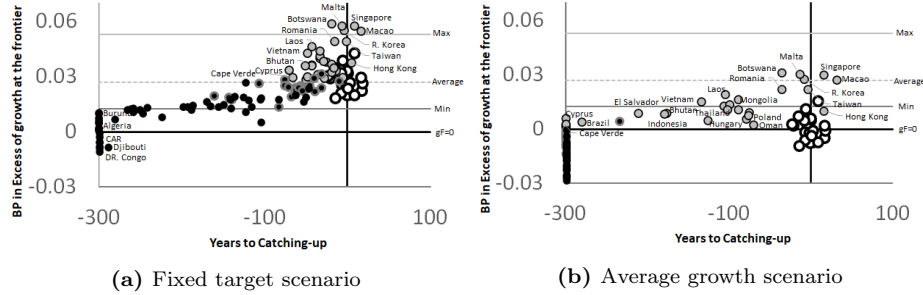 BP in Excess of growth at the frontier
0.06
0.03
0
-0.03
-300
-100
100
Years to Catching-up
Malta
Botswana
Singapore
Romania
Macao
Max
Laos
R. Korea
Vietnam
Taiwan
Bhutan
Hong Kong
Cape Verde
Cyprus
Average
Min
Burundi
Algeria
gF=0
CAR
Djibouti
DR. Congo
(a) Fixed target scenario
BP in Excess of growth at the frontier
0.06
0.03
0
-0.03
-300
-100
100
Years to Catching-up
Max
Malta
Botswana
Singapore
Romania
Macao
Average
Laos
R. Korea
El Salvador
Vietnam
Mongolia
Taiwan
Min
Cyprus
Bhutan
Thailand
Poland
Hong Kong
Brazil
Indonesia
Hungary
Oman
gF=0
Cape Verde
(b) Average growth scenario